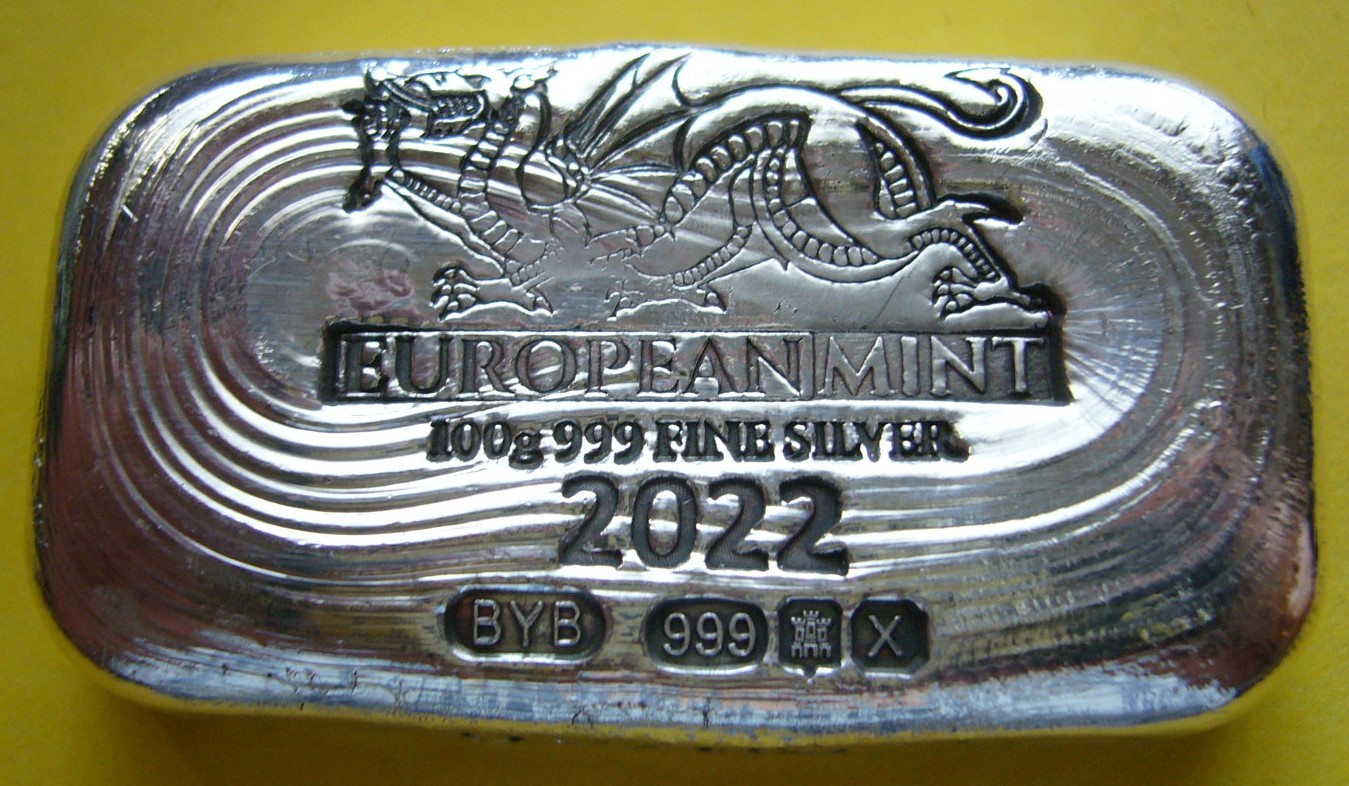 EUROPEAN MINT
100g 999 FINE SILVER
2022
BYB 999 X